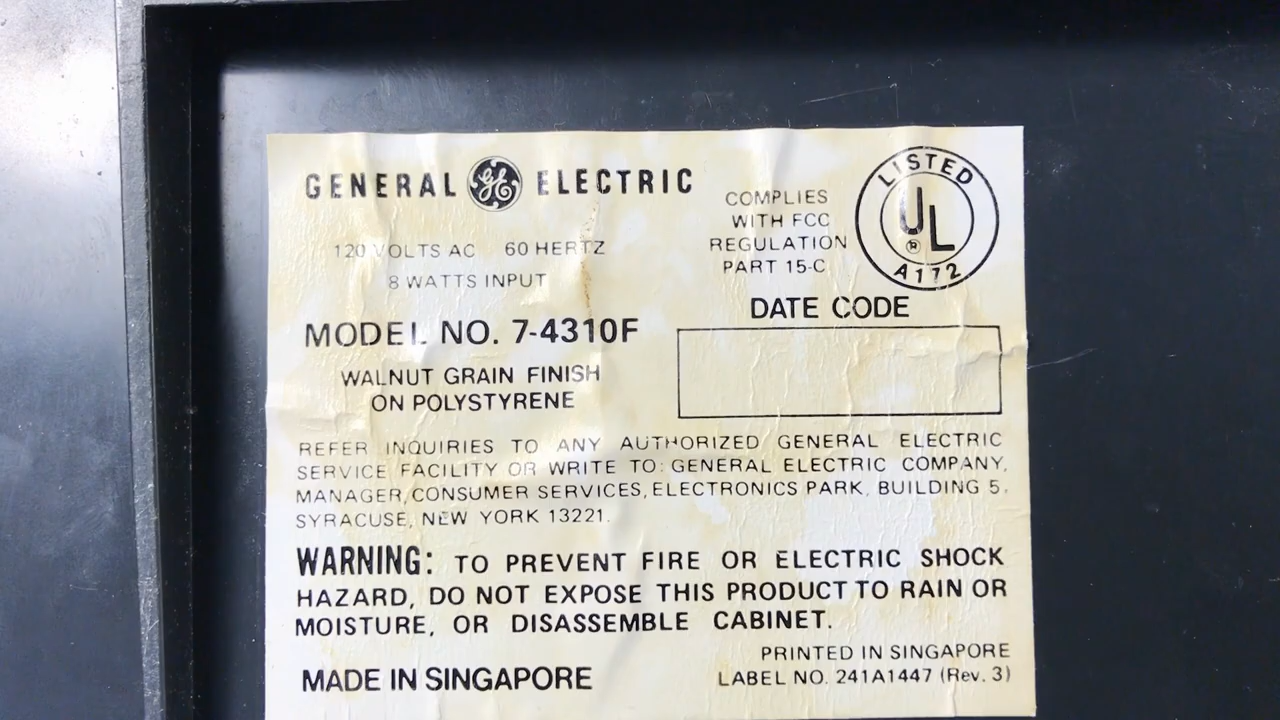 GENERAL GE ELECTRIC
120 VOLTS AC 60 HERTZ
8 WATTS INPUT
COMPLIES
WITH FCC
REGULATION
PART 15-C
LISTED
UL
®
A172
MODEL NO. 7-4310F
DATE CODE
WALNUT GRAIN FINISH
ON POLYSTYRENE
REFER INQUIRIES TO ANY AUTHORIZED GENERAL ELECTRIC
SERVICE FACILITY OR WRITE TO: GENERAL ELECTRIC COMPANY,
MANAGER, CONSUMER SERVICES, ELECTRONICS PARK, BUILDING 5,
SYRACUSE, NEW YORK 13221.
WARNING: TO PREVENT FIRE OR ELECTRIC SHOCK
HAZARD, DO NOT EXPOSE THIS PRODUCT TO RAIN OR
MOISTURE, OR DISASSEMBLE CABINET.
MADE IN SINGAPORE
PRINTED IN SINGAPORE
LABEL NO. 241A1447 (Rev. 3)